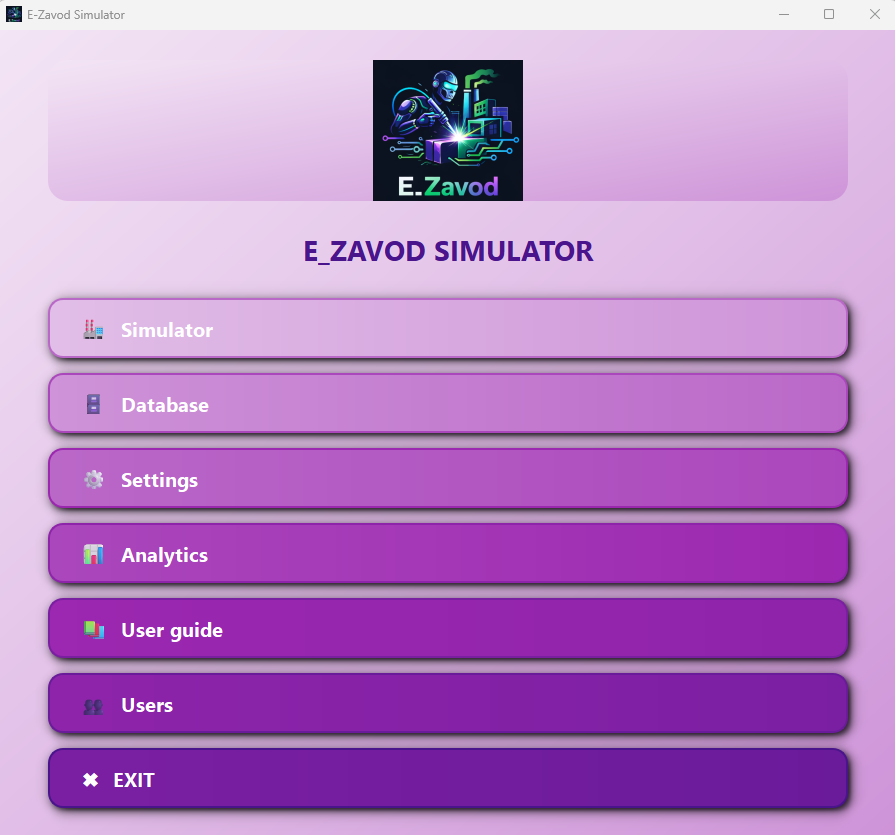 E-Zavod Simulator
E.Zavod
E_ZAVOD SIMULATOR
Simulator
Database
Settings
Analytics
User guide
Users
✖ EXIT